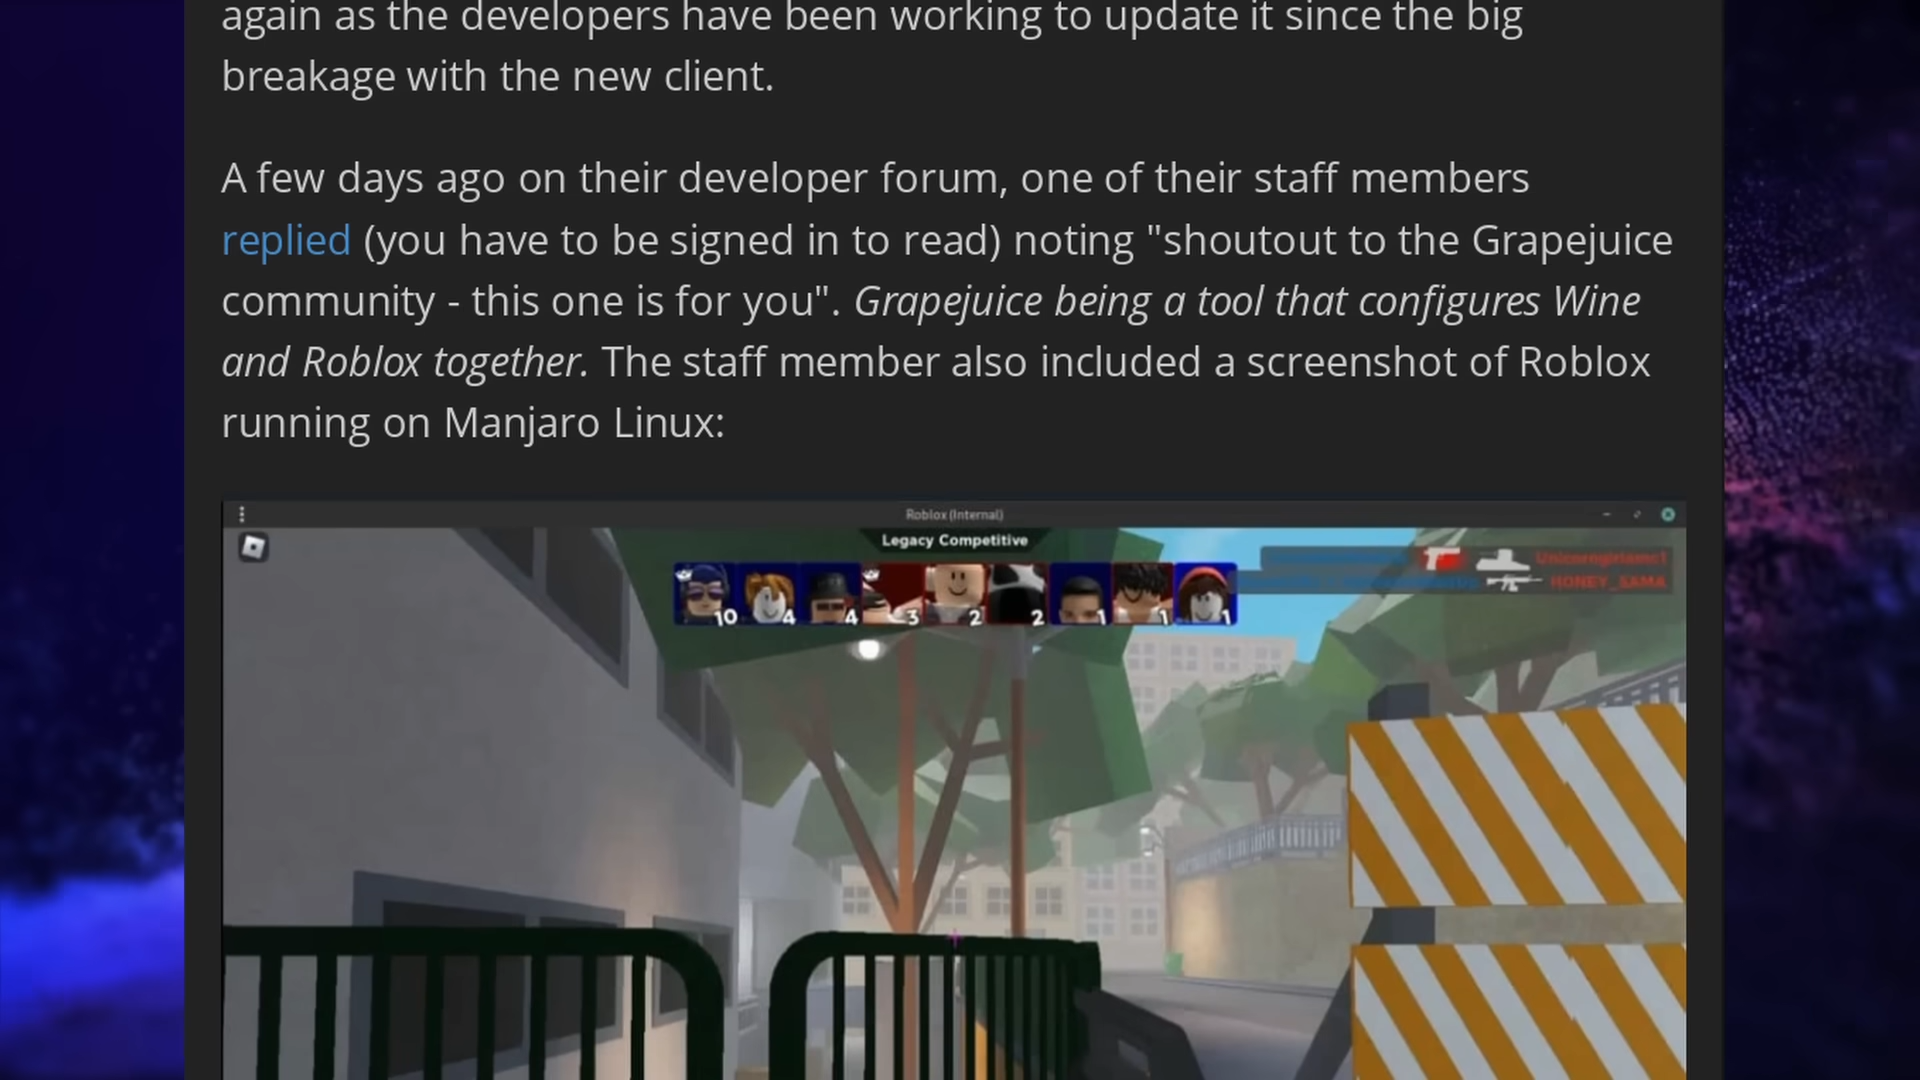 again as the developers have been working to update it since the big
breakage with the new client.
A few days ago on their developer forum, one of their staff members
replied (you have to be signed in to read) noting "shoutout to the Grapejuice
community - this one is for you". Grapejuice being a tool that configures Wine
and Roblox together. The staff member also included a screenshot of Roblox
running on Manjaro Linux:
Roblox (Internal)
Legacy Competitive
10 4 4 3 2 2 1 1 1
HONEY_SAMA